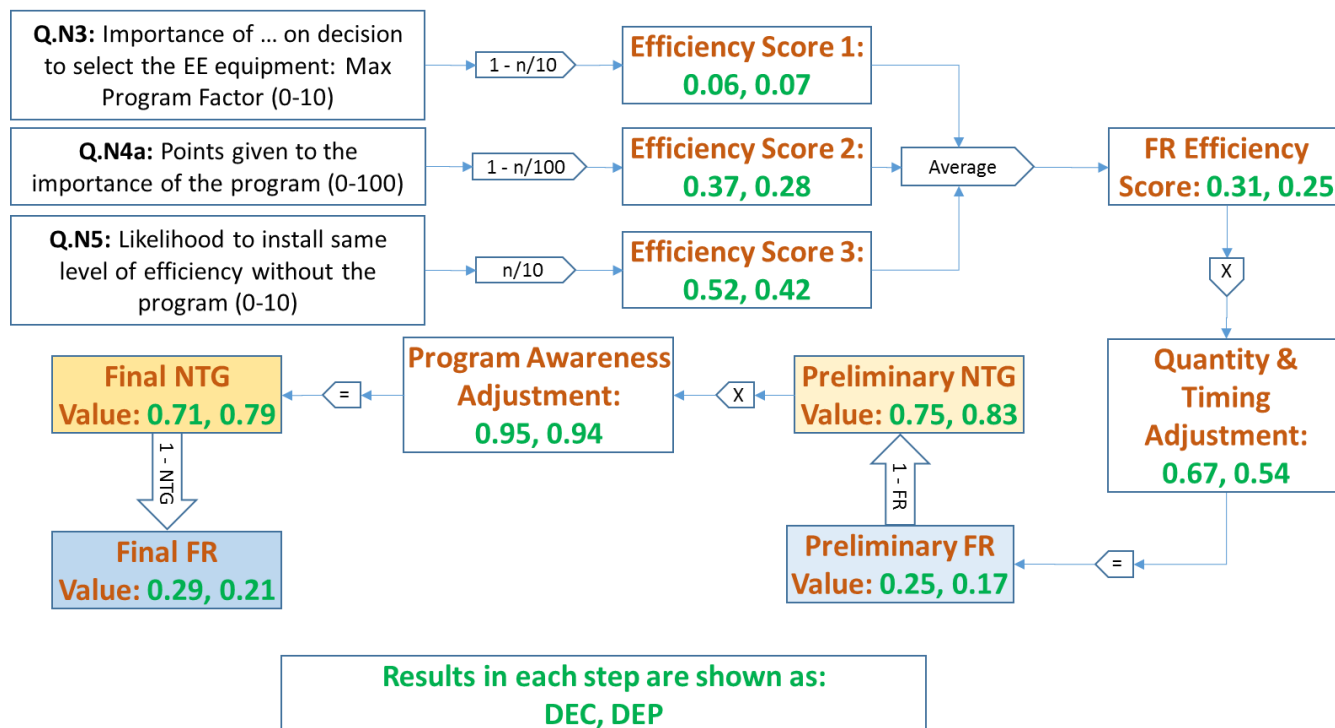 Q.N3: Importance of ... on decision
to select the EE equipment: Max
Program Factor (0-10)
1 - n/10
Efficiency Score 1:
0.06, 0.07
Q.N4a: Points given to the
importance of the program (0-100)
1 - n/100
Efficiency Score 2:
0.37, 0.28
Average
FR Efficiency
Score: 0.31, 0.25
Q.N5: Likelihood to install same
level of efficiency without the
program (0-10)
n/10
Efficiency Score 3:
0.52, 0.42
X
Quantity &
Timing
Adjustment:
0.67, 0.54
=
Preliminary FR
Value: 0.25, 0.17
1 - FR
Preliminary NTG
Value: 0.75, 0.83
X
Program Awareness
Adjustment:
0.95, 0.94
=
Final NTG
Value: 0.71, 0.79
1 - NTG
Final FR
Value: 0.29, 0.21
Results in each step are shown as:
DEC, DEP